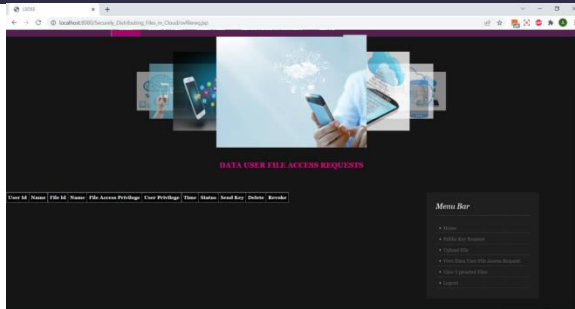 USERS
localhost:8080/Securely_Distributing_Files_in_Cloud/owfilereq.jsp
DATA USER FILE ACCESS REQUESTS
User Id Name File Id Name File Access Privilege User Privilege Time Status Send Key Delete Revoke
Menu Bar
Home
Public Key Request
Upload File
View Data User File Access Request
View Uploaded Files
Logout